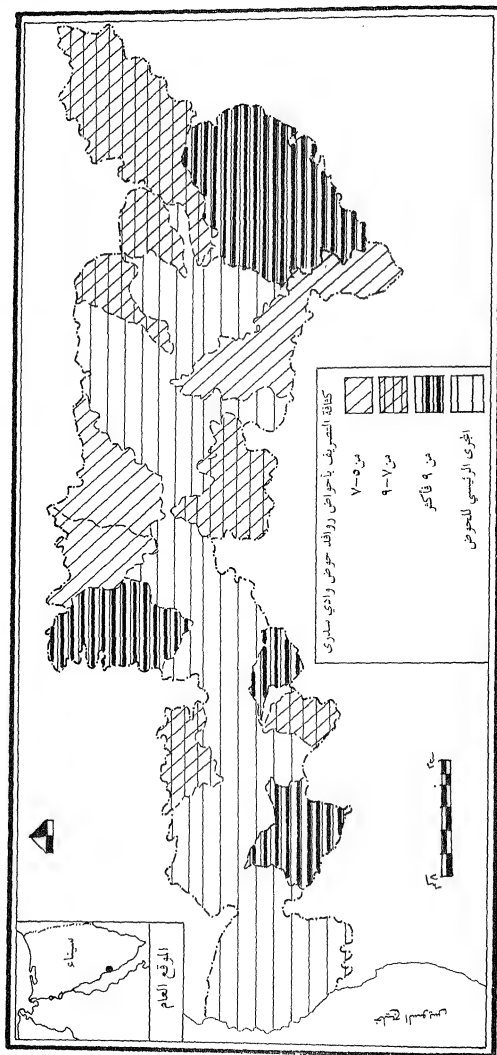 كثافة التصريف بأحواض روافد حوض وادي سدرى
من ٥-٧
من ٧-٩
من ٩ فأكثر
المجرى الرئيسي للحوض
الموقع العام
سيناء
خليج السويس